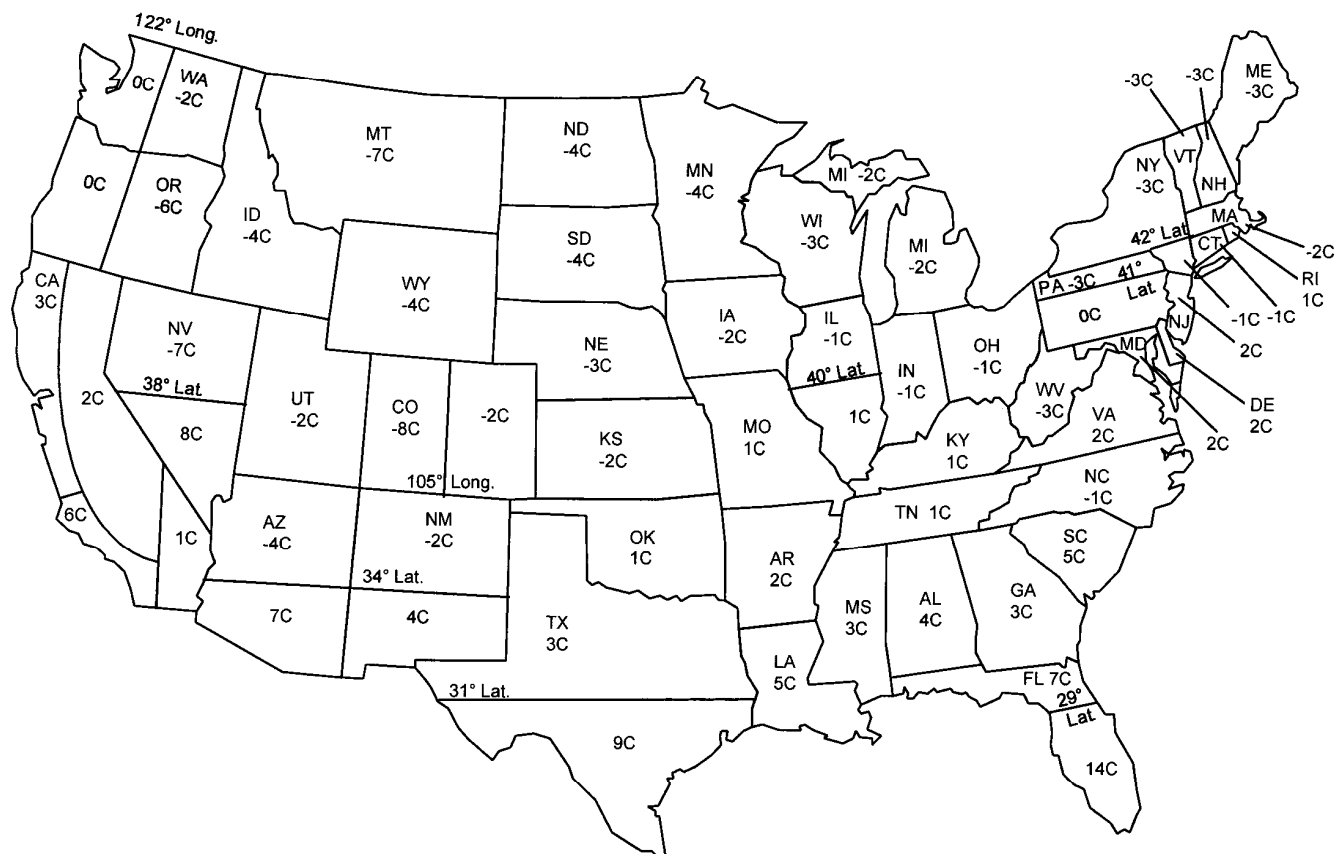 122° Long.
0C
WA
-2C
0C
OR
-6C
ID
-4C
MT
-7C
ND
-4C
MN
-4C
MI -2C
WI
-3C
MI
-2C
-3C
-3C
ME
-3C
NY
-3C
VT
NH
MA
42° Lat
CT
-2C
RI
1C
-1C
-1C
SD
-4C
WY
-4C
CA
3C
NV
-7C
38° Lat
2C
8C
6C
1C
UT
-2C
CO
-8C
-2C
105° Long.
NE
-3C
KS
-2C
IA
-2C
IL
-1C
40° Lat
1C
MO
1C
IN
-1C
OH
-1C
PA -3C 41°
Lat
0C
NJ
2C
MD
DE
2C
2C
WV
-3C
VA
2C
KY
1C
NC
-1C
TN 1C
SC
5C
AZ
-4C
NM
-2C
34° Lat.
7C
4C
OK
1C
AR
2C
TX
3C
31° Lat.
9C
LA
5C
MS
3C
AL
4C
GA
3C
FL 7C
29°
Lat
14C